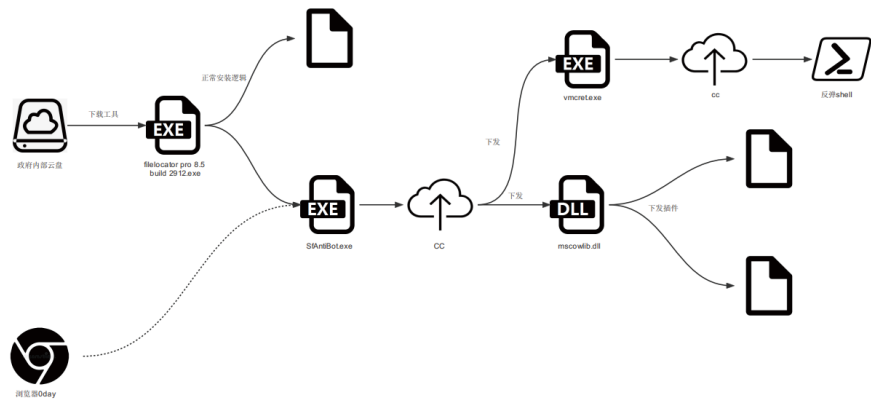 正常安装逻辑
EXE
vmcret.exe
cc
反弹shell
下载工具
EXE
政府内部云盘
filelocator pro 8.5
build 2912.exe
下发
EXE
SfAntiBot.exe
CC
下发
DLL
mscowlib.dll
下发插件
浏览器0day